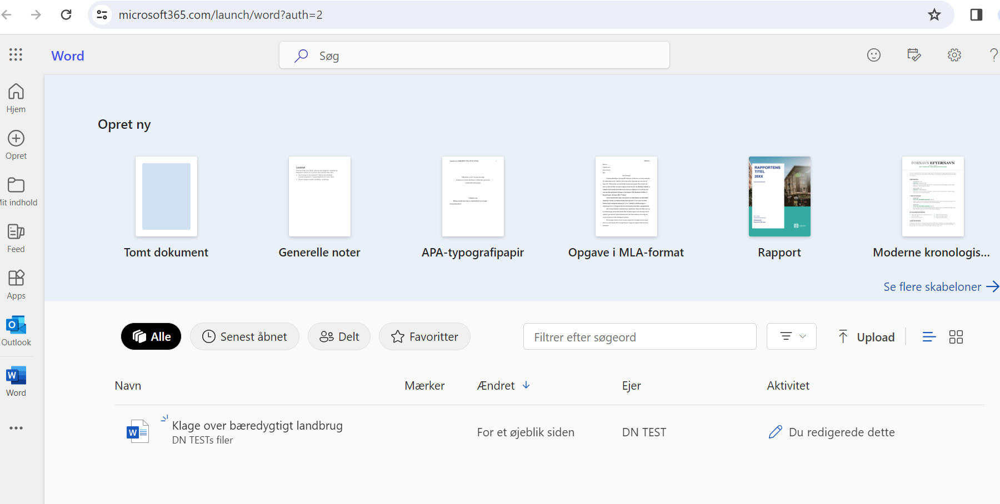 microsoft365.com/launch/word?auth=2
Word
Søg
Hjem
Opret
Mit indhold
Feed
Apps
Outlook
Word
Opret ny
RAPPORTENS
TITEL
20XX
FORNAVN EFTERNAVN
Tomt dokument
Generelle noter
APA-typografipapir
Opgave i MLA-format
Rapport
Moderne kronologis...
Se flere skabeloner
Alle
Senest åbnet
Delt
Favoritter
Filtrer efter søgeord
Upload
Navn
Mærker
Ændret
Ejer
Aktivitet
Klage over bæredygtigt landbrug
DN TESTs filer
For et øjeblik siden
DN TEST
Du redigerede dette